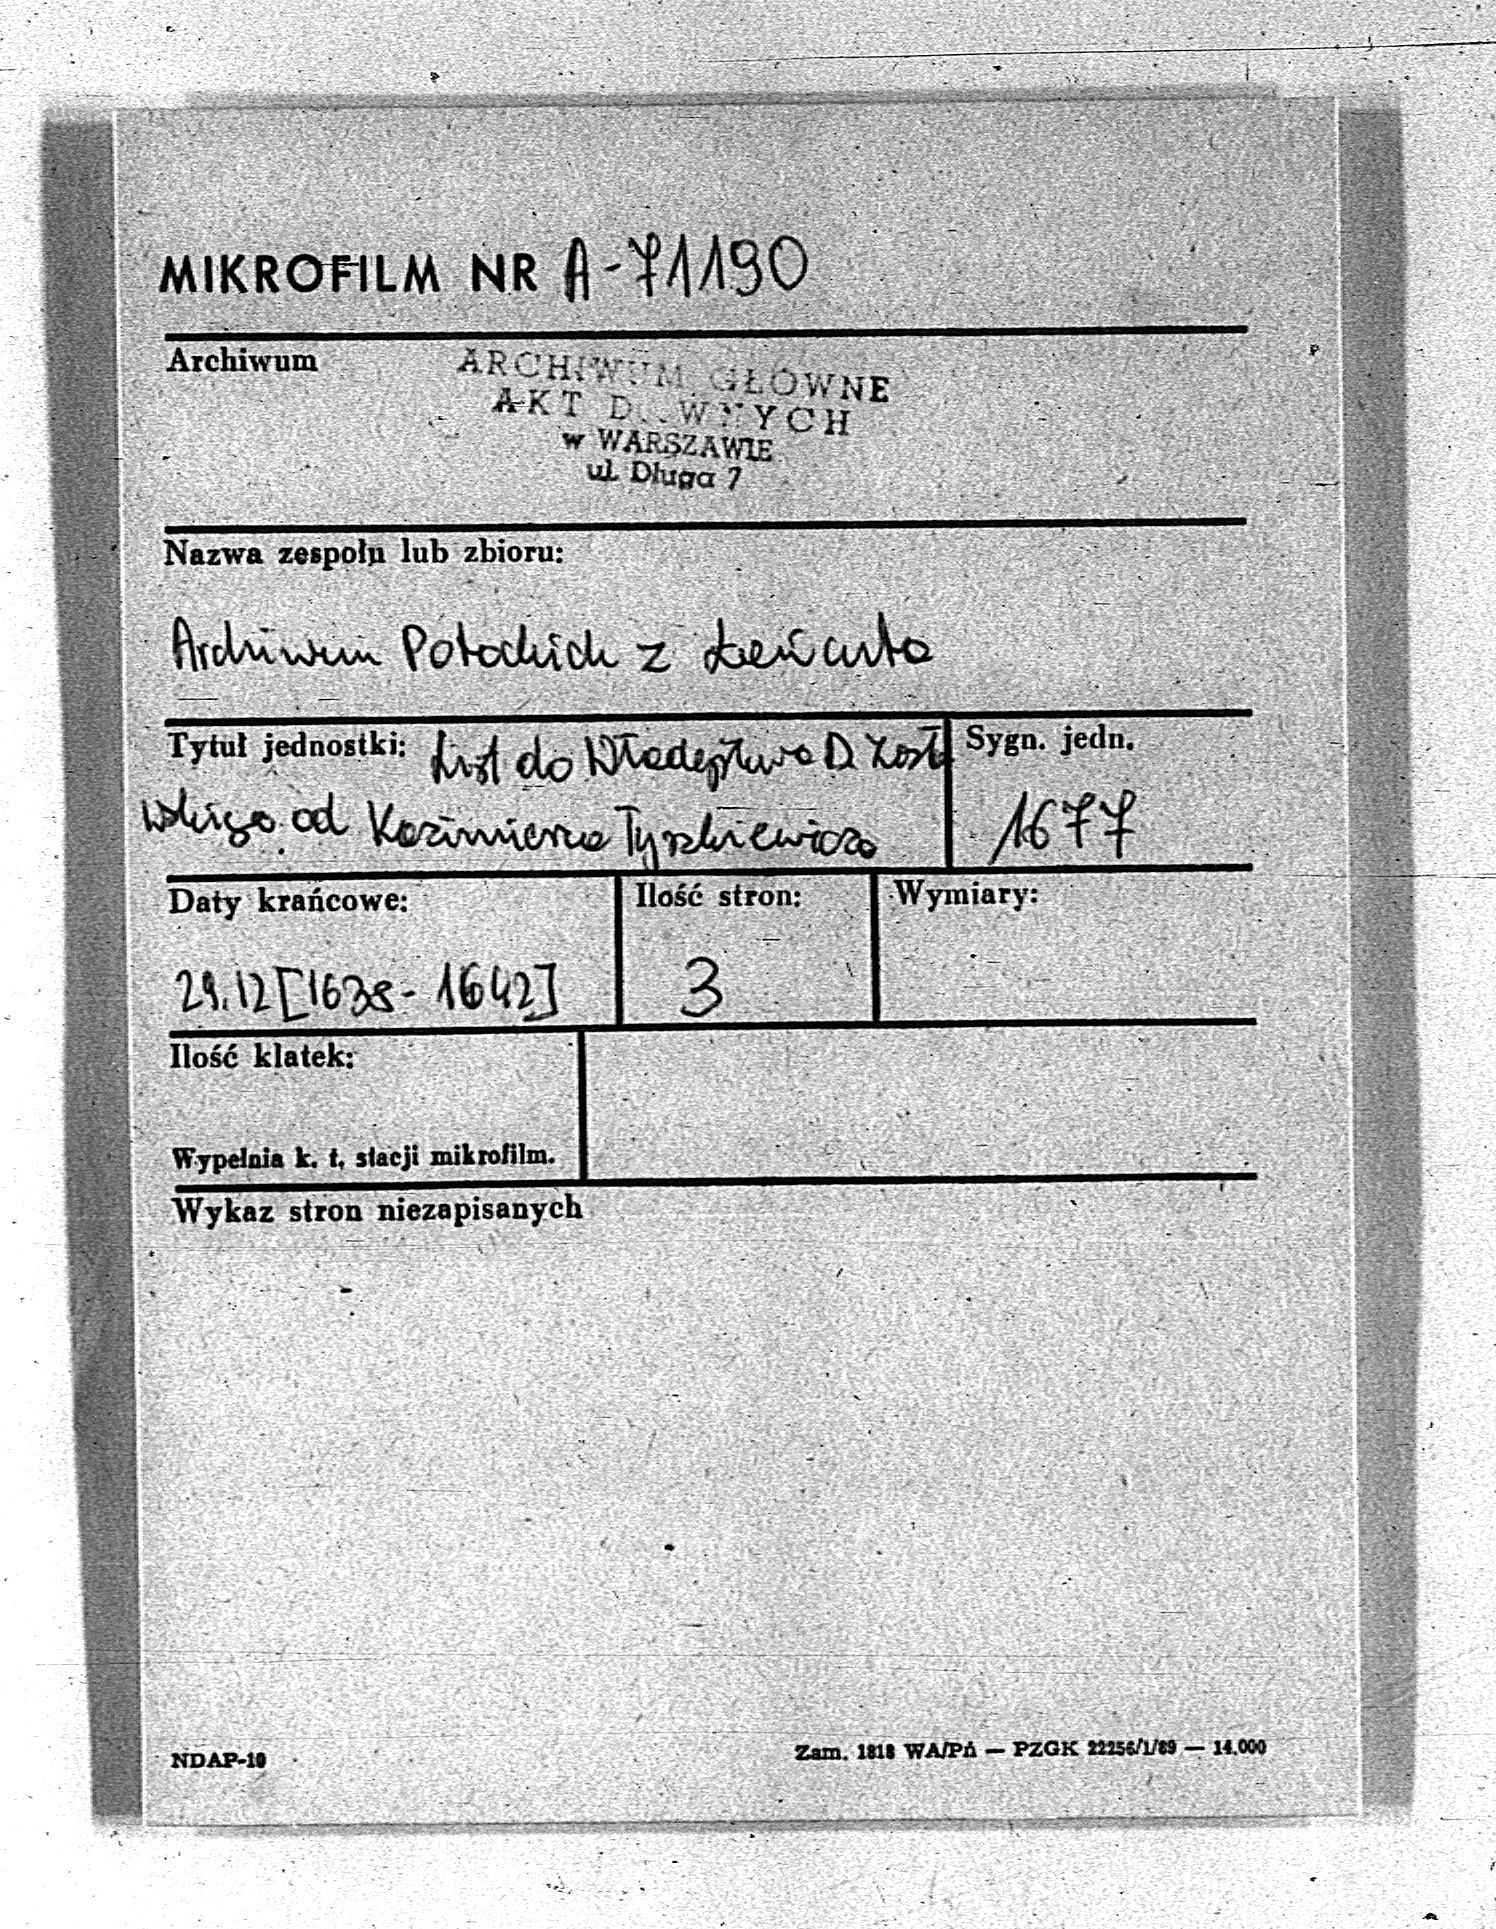 MIKROFILM NR A-71190
Archiwum
ARCHIWUM GŁÓWNE
AKT DAWNYCH
w WARSZAWIE
ul. Długa 7
Nazwa zespołu lub zbioru:
Archiwum Potockich z Łańcuta
Tytuł jednostki: List do Władysława D. Zasła
wskiego od Kazimierza Tyszkiewicza
Sygn. jedn.
1677
Daty krańcowe:
29.12 [1638 - 1642]
Ilość stron:
3
Wymiary:
Ilość klatek:
Wypełnia k. t. stacji mikrofilm.
Wykaz stron niezapisanych
NDAP-10
Zam. 1818 WA/Pń — PZGK 22256/1/89 — 14.000